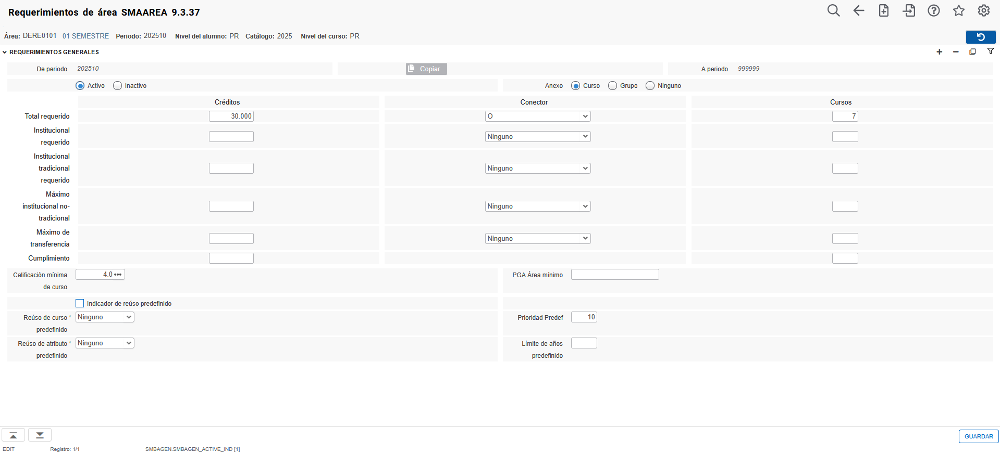 Requerimientos de área SMAAREA 9.3.37
Área: DERE0101 01 SEMESTRE Periodo: 202510 Nivel del alumno: PR Catálogo: 2025 Nivel del curso: PR
REQUERIMIENTOS GENERALES
De periodo 202510 Copiar A periodo 999999
Activo Inactivo Anexo Curso Grupo Ninguno
Créditos Conector Cursos
Total requerido 30.000 O 7
Institucional
requerido
Ninguno
Institucional
tradicional
requerido
Ninguno
Máximo
institucional no-
tradicional
Ninguno
Máximo de
transferencia
Ninguno
Cumplimiento
Calificación mínima
de curso
4.0
PGA Área mínimo
Indicador de reúso predefinido
Reúso de curso *
predefinido
Ninguno
Prioridad Predef 10
Reúso de atributo *
predefinido
Ninguno
Límite de años
predefinido
GUARDAR
EDIT Registro: 1/1 SMBAGEN.SMBAGEN_ACTIVE_IND [1]